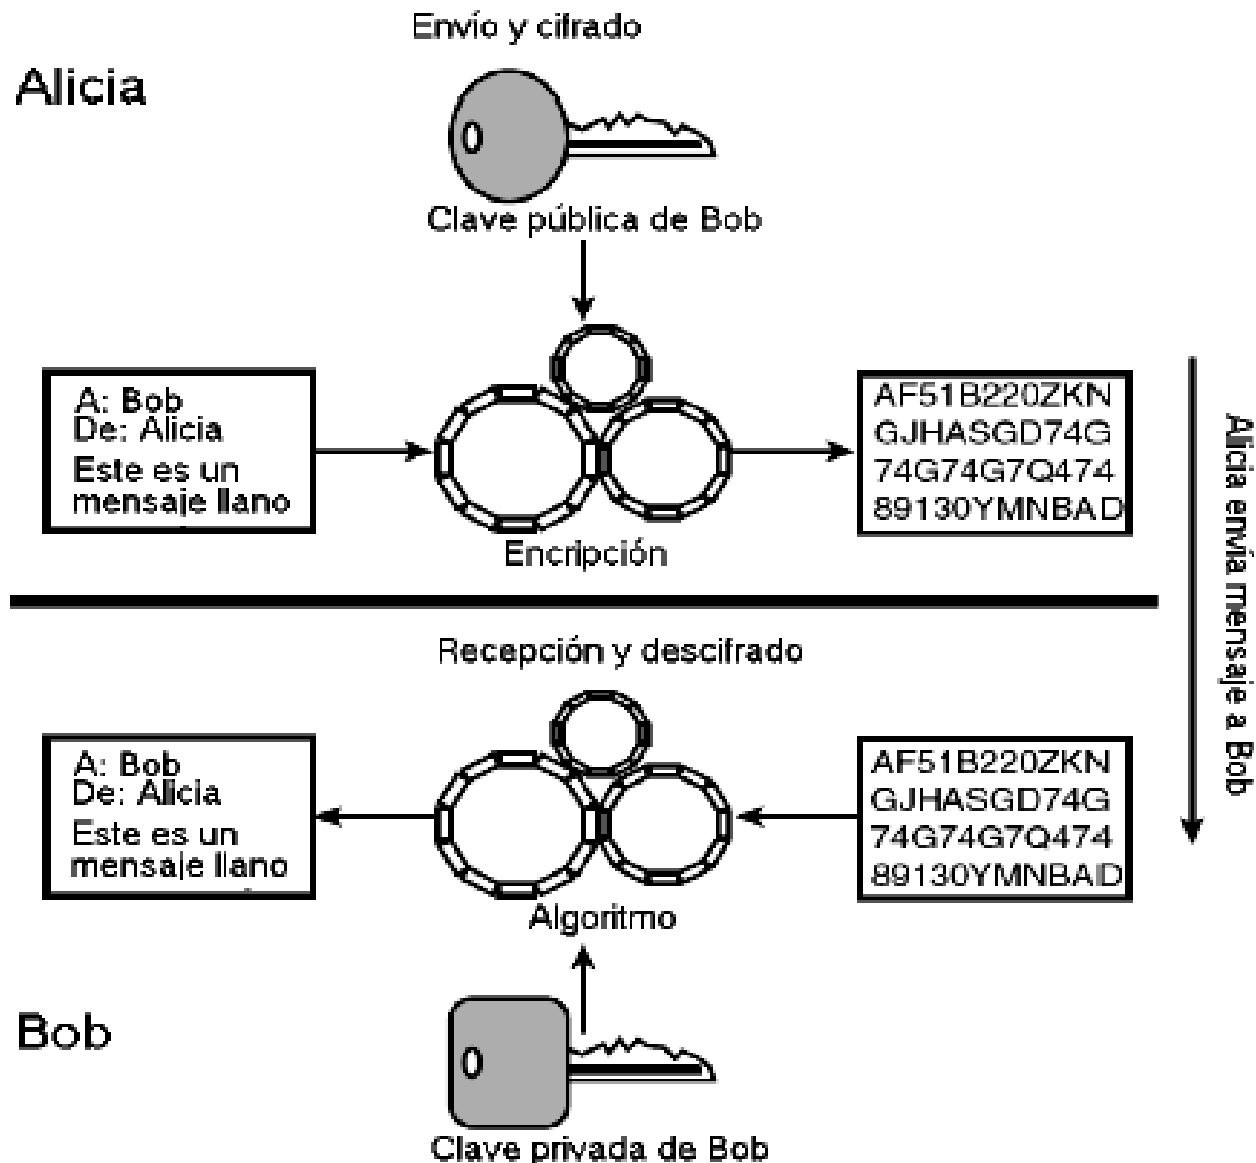 Envío y cifrado
Alicia
Clave pública de Bob
A: Bob
De: Alicia
Este es un
mensaje llano
Encripción
AF51B220ZKN
GJHASGD74G
74G74G7Q474
89130YMNBAD
Alicia envía mensaje a Bob
Recepción y descifrado
A: Bob
De: Alicia
Este es un
mensaje llano
Algoritmo
AF51B220ZKN
GJHASGD74G
74G74G7Q474
89130YMNBAD
Bob
Clave privada de Bob